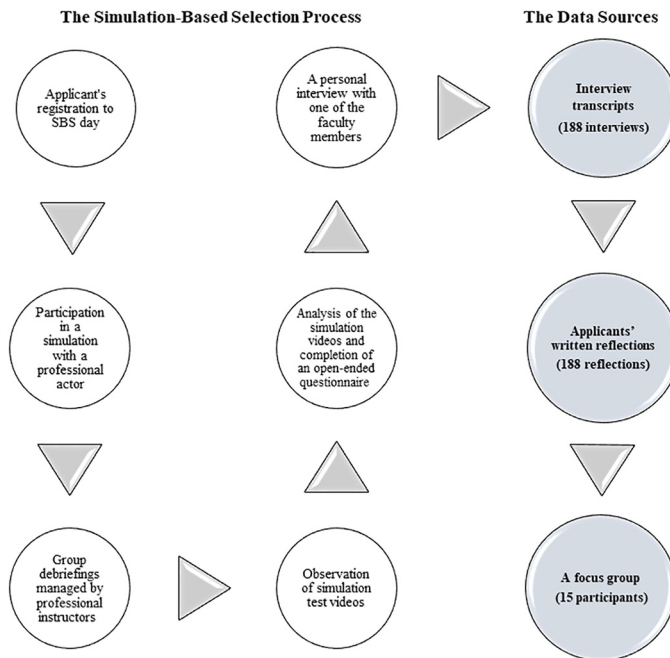 The Simulation-Based Selection Process
Applicant's
registration to
SBS day
Participation
in a
simulation
with a
professional
actor
Group
debriefings
managed by
professional
instructors
Observation
of simulation
test videos
Analysis of the
simulation
videos and
completion of
an open-ended
questionnaire
A personal
interview with
one of the
faculty
members
The Data Sources
Interview
transcripts
(188 interviews)
Applicants’
written reflections
(188 reflections)
A focus group
(15 participants)